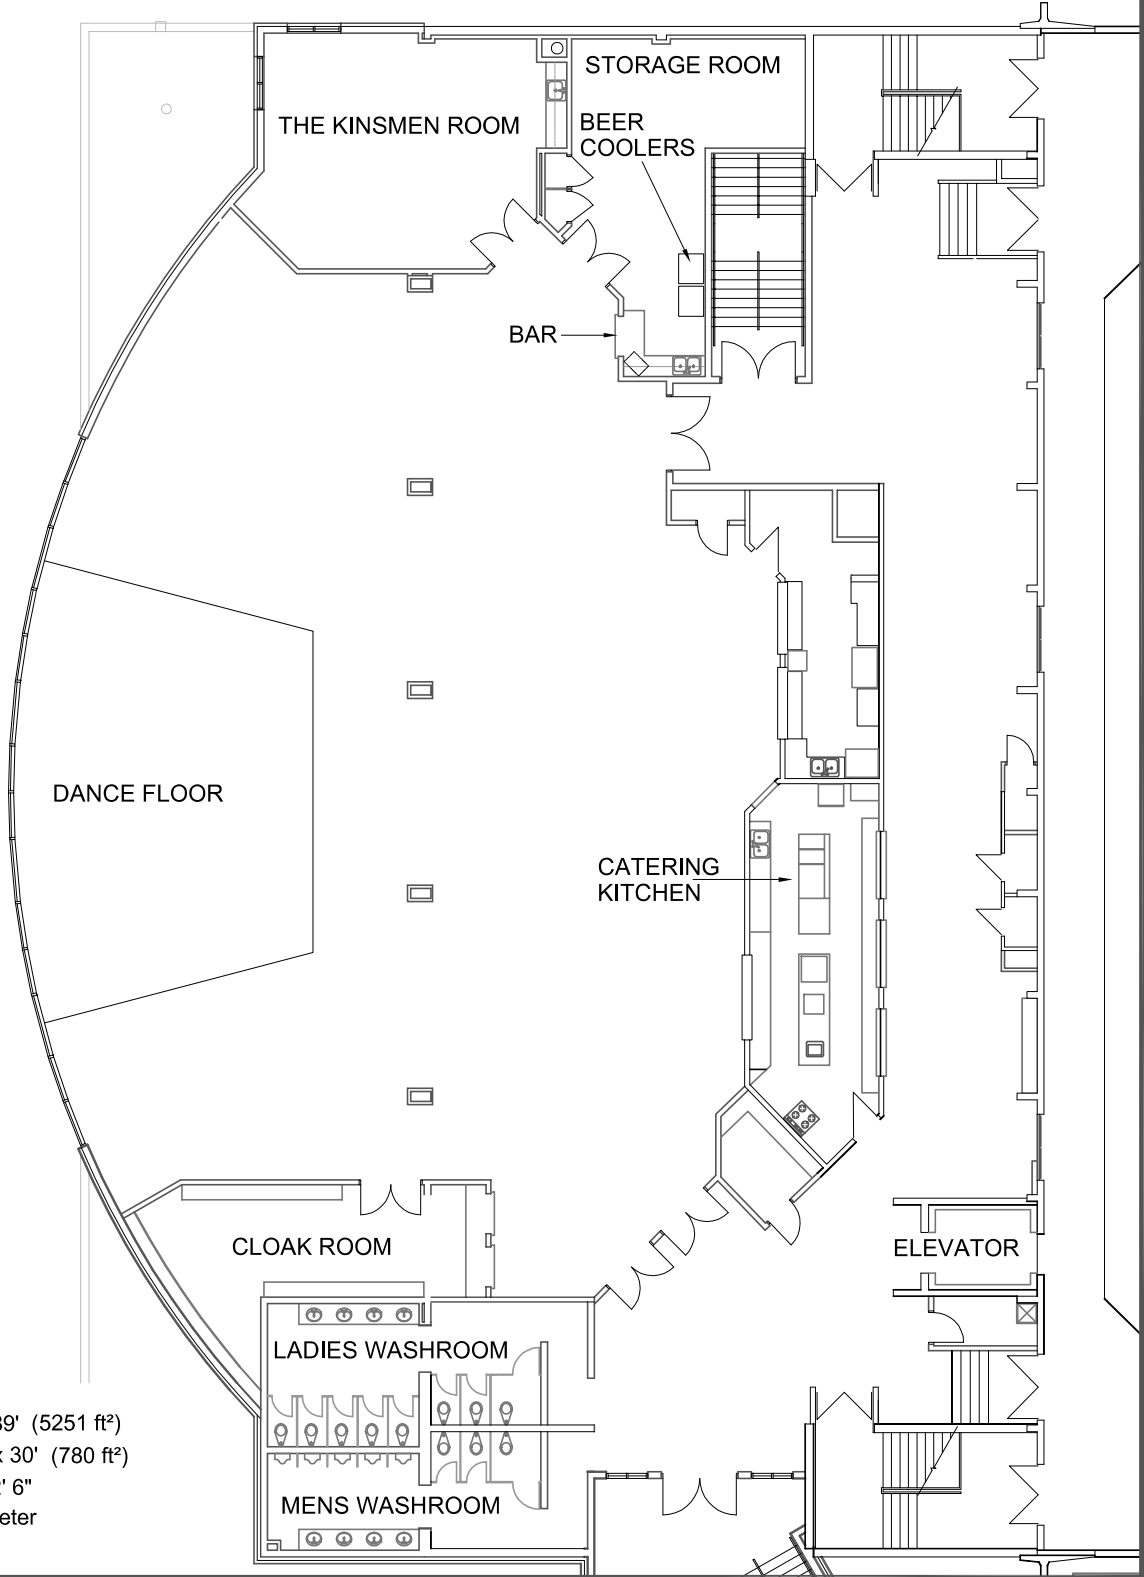 STORAGE ROOM
THE KINSMEN ROOM
BEER
COOLERS
BAR
DANCE FLOOR
CATERING
KITCHEN
CLOAK ROOM
ELEVATOR
LADIES WASHROOM
39' (5251 ft²)
x 30' (780 ft²)
' 6"
eter
MENS WASHROOM